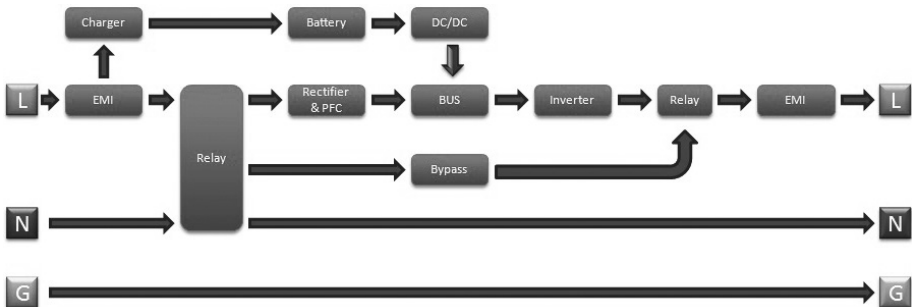 Charger
Battery
DC/DC
L
EMI
Rectifier
& PFC
BUS
Inverter
Relay
EMI
L
Relay
Bypass
N
N
G
G